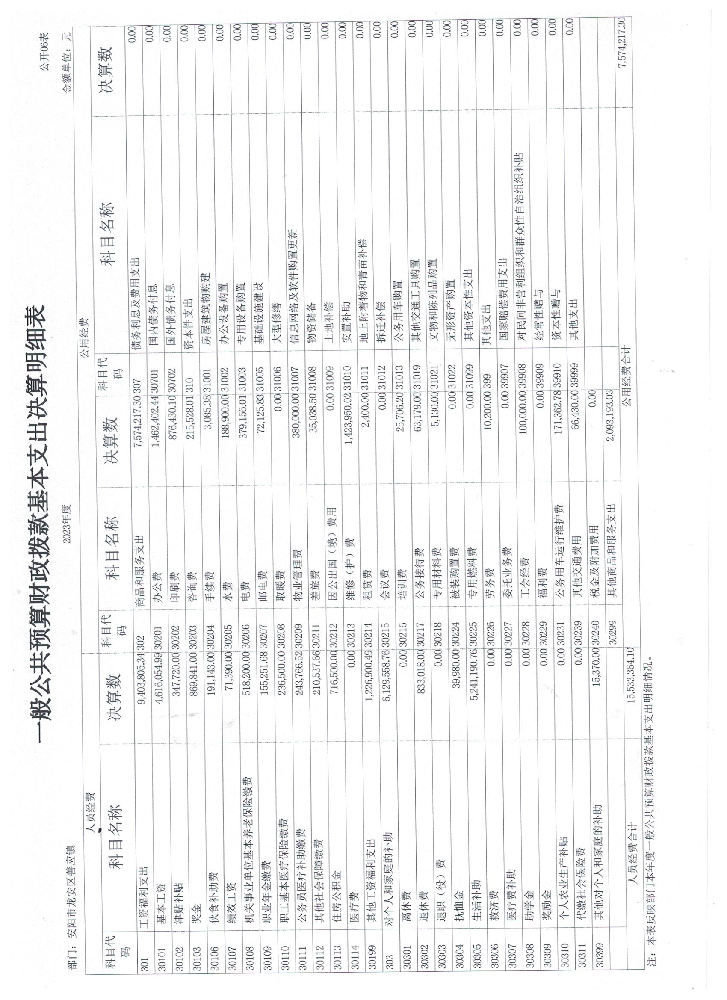 一般公共预算财政拨款基本支出决算明细表
公开06表
2023年度
部门：安阳市龙安区善应镇 金额单位：元
人员经费 公用经费
科目代码 科目名称 决算数 科目代码 科目名称 决算数 科目代码 科目名称 决算数
301 工资福利支出 9,403,805.34 302 商品和服务支出 7,574,217.30 307 债务利息及费用支出 0.00
30101 基本工资 4,616,054.99 30201 办公费 1,462,402.44 30701 国内债务付息 0.00
30102 津贴补贴 347,720.00 30202 印刷费 876,430.10 30702 国外债务付息 0.00
30103 奖金 869,841.00 30203 咨询费 215,528.01 310 资本性支出 0.00
30106 伙食补助费 191,143.00 30204 手续费 3,085.38 31001 房屋建筑物购建 0.00
30107 绩效工资 71,390.00 30205 水费 188,900.00 31002 办公设备购置 0.00
30108 机关事业单位基本养老保险缴费 518,200.00 30206 电费 379,156.01 31003 专用设备购置 0.00
30109 职业年金缴费 155,251.68 30207 邮电费 72,125.83 31005 基础设施建设 0.00
30110 职工基本医疗保险缴费 236,500.00 30208 取暖费 0.00 31006 大型修缮 0.00
30111 公务员医疗补助缴费 243,766.52 30209 物业管理费 380,000.00 31007 信息网络及软件购置更新 0.00
30112 其他社会保障缴费 210,537.66 30211 差旅费 35,038.50 31008 物资储备 0.00
30113 住房公积金 716,500.00 30212 因公出国（境）费用 0.00 31009 土地补偿 0.00
30114 医疗费 0.00 30213 维修（护）费 1,423,950.02 31010 安置补助 0.00
30199 其他工资福利支出 1,226,900.49 30214 租赁费 2,400.00 31011 地上附着物和青苗补偿 0.00
303 对个人和家庭的补助 6,129,558.76 30215 会议费 0.00 31012 拆迁补偿 0.00
30301 离休费 0.00 30216 培训费 25,706.20 31013 公务用车购置 0.00
30302 退休费 833,018.00 30217 公务接待费 63,179.00 31019 其他交通工具购置 0.00
30303 退职（役）费 0.00 30218 专用材料费 5,130.00 31021 文物和陈列品购置 0.00
30304 抚恤金 39,980.00 30224 被装购置费 0.00 31022 无形资产购置 0.00
30305 生活补助 5,241,190.76 30225 专用燃料费 0.00 31099 其他资本性支出 0.00
30306 救济费 0.00 30226 劳务费 10,200.00 399 其他支出 0.00
30307 医疗费补助 0.00 30227 委托业务费 0.00 39907 国家赔偿费用支出 0.00
30308 助学金 0.00 30228 工会经费 100,000.00 39908 对民间非营利组织和群众性自治组织补贴 0.00
30309 奖励金 0.00 30229 福利费 0.00 39909 经常性赠与 0.00
30310 个人农业生产补贴 0.00 30231 公务用车运行维护费 171,362.78 39910 资本性赠与 0.00
30311 代缴社会保险费 0.00 30239 其他交通费用 66,430.00 39999 其他支出 0.00
30399 其他对个人和家庭的补助 15,370.00 30240 税金及附加费用 0.00
30299 其他商品和服务支出 2,093,193.03
人员经费合计 15,533,364.10 公用经费合计 7,574,217.30
注：本表反映部门本年度一般公共预算财政拨款基本支出明细情况。